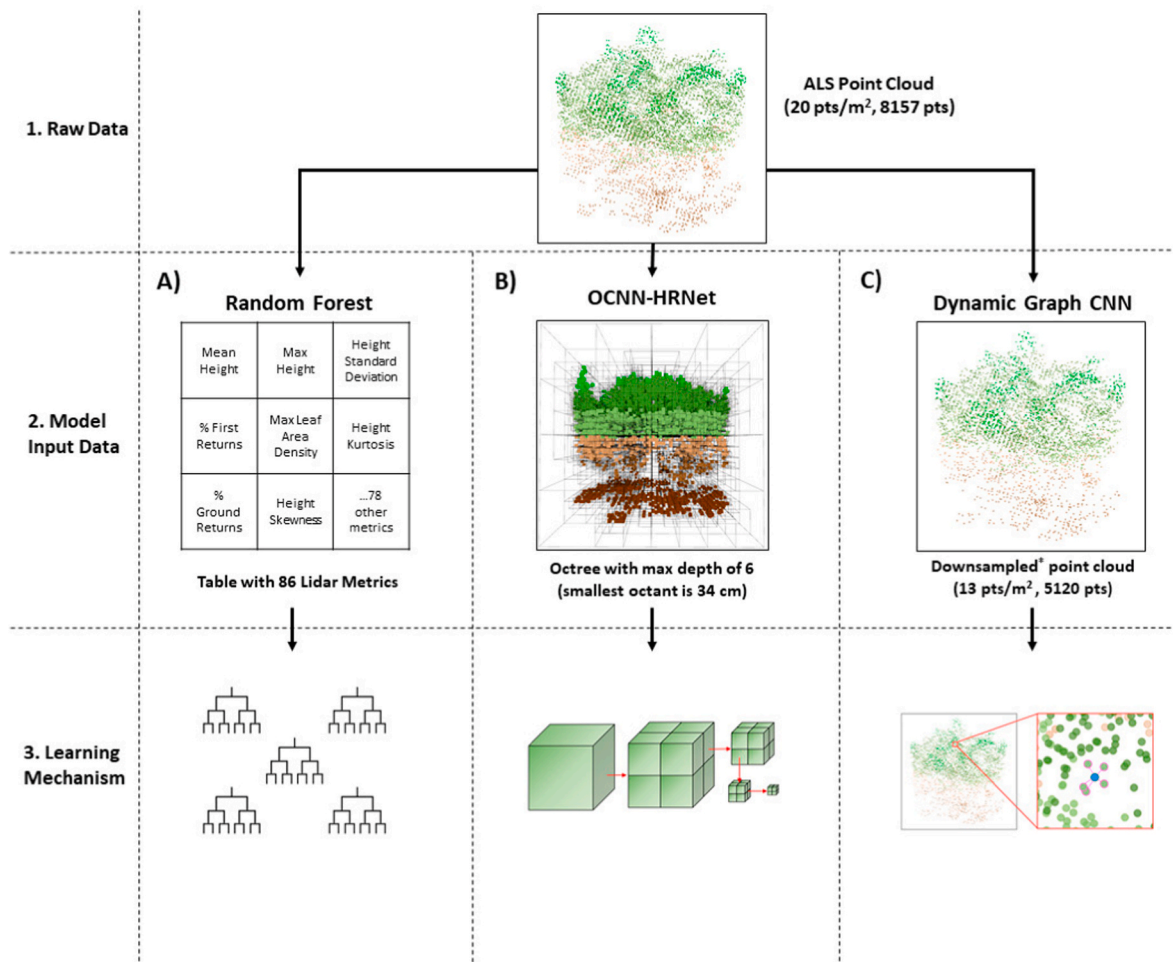 ALS Point Cloud
(20 pts/m², 8157 pts)
1. Raw Data
A)
Random Forest
B)
OCNN-HRNet
C)
Dynamic Graph CNN
2. Model
Input Data
Mean
Height
Max
Height
Height
Standard
Deviation
% First
Returns
Max Leaf
Area
Density
Height
Kurtosis
%
Ground
Returns
Height
Skewness
...78
other
metrics
Table with 86 Lidar Metrics
Octree with max depth of 6
(smallest octant is 34 cm)
Downsampled* point cloud
(13 pts/m², 5120 pts)
3. Learning
Mechanism